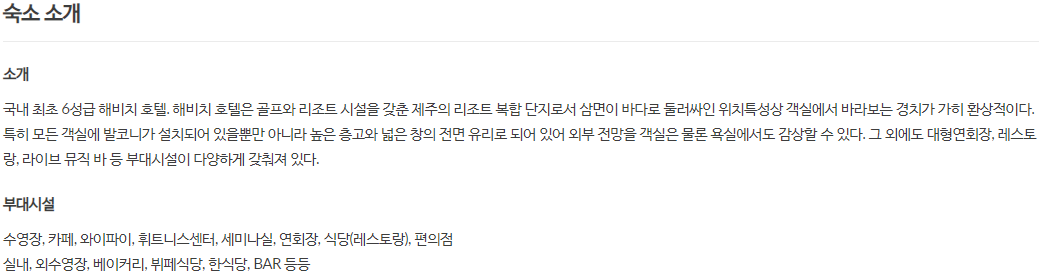 숙소 소개
소개
국내 최초 6성급 해비치 호텔. 해비치 호텔은 골프와 리조트 시설을 갖춘 제주의 리조트 복합 단지로서 삼면이 바다로 둘러싸인 위치특성상 객실에서 바라보는 경치가 가히 환상적이다.
특히 모든 객실에 발코니가 설치되어 있을뿐만 아니라 높은 층고와 넓은 창의 전면 유리로 되어 있어 외부 전망을 객실은 물론 욕실에서도 감상할 수 있다. 그 외에도 대형연회장, 레스토
랑, 라이브 뮤직 바 등 부대시설이 다양하게 갖춰져 있다.
부대시설
수영장, 카페, 와이파이, 휘트니스센터, 세미나실, 연회장, 식당(레스토랑), 편의점
실내, 외수영장, 베이커리, 뷔페식당, 한식당, BAR 등등